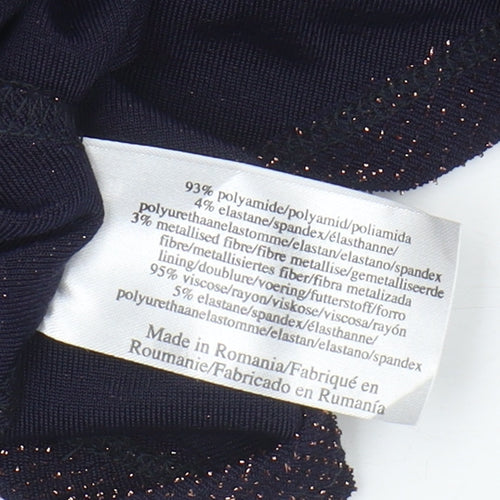 93% polyamide/polyamid/poliamida
4% elastane/spandex/élasthanne/
polyurethaanelastomme/elastan/elastano/spandex
3% metallised fibre/fibre metallise/gemetalliseerde
fibre/metallisiertes fiber/fibra metalizada
lining/doublure/voering/futterstoff/forro
95% viscose/rayon/viskose/viscosa/rayón
5% elastane/spandex/élasthanne/
polyurethaanelastomme/elastan/elastano/spandex
Made in Romania/Fabriqué en
Roumanie/Fabricado en Rumanía